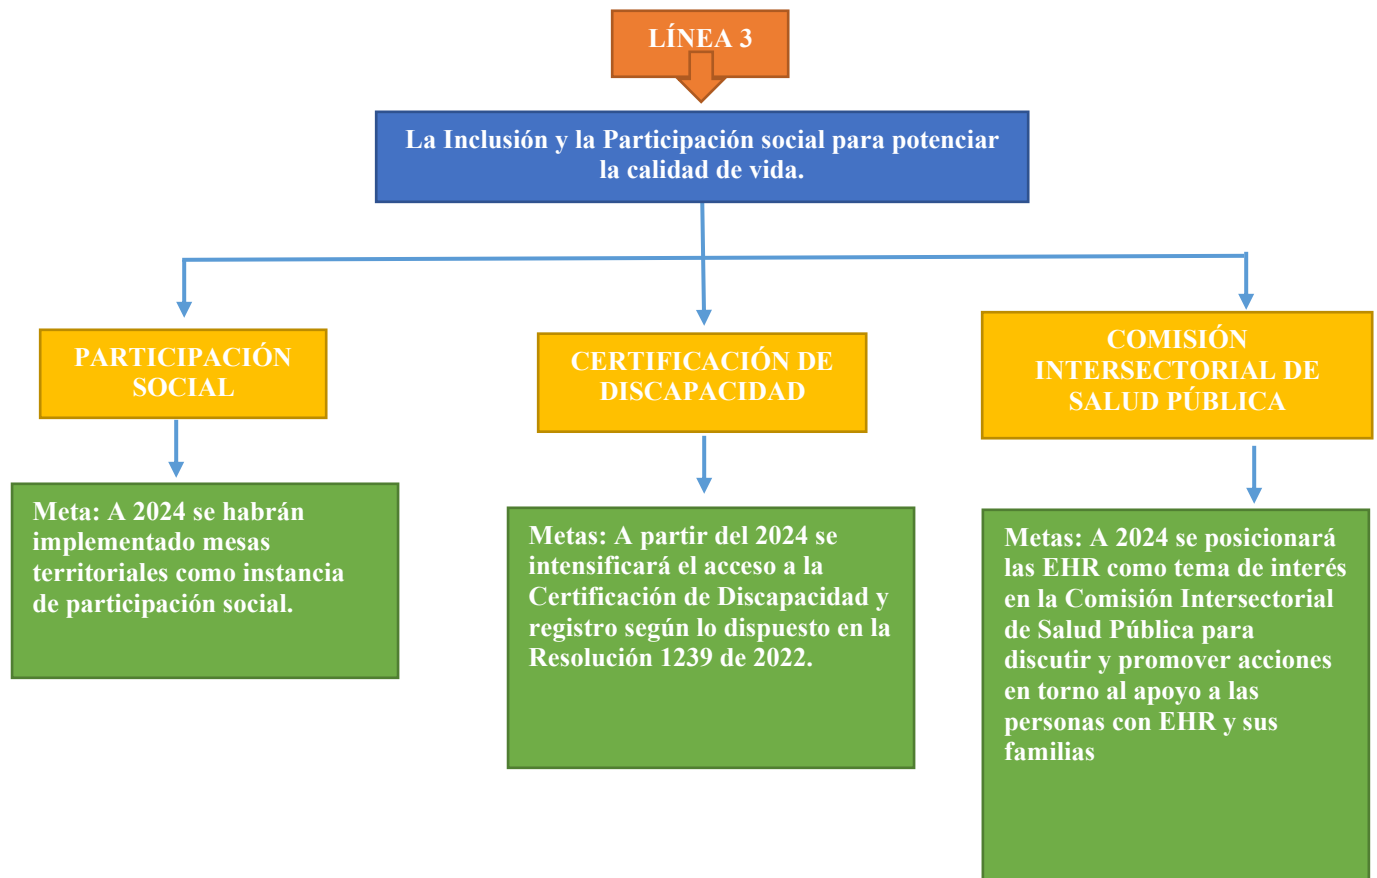 LÍNEA 3
La Inclusión y la Participación social para potenciar
la calidad de vida.
PARTICIPACIÓN
SOCIAL
CERTIFICACIÓN DE
DISCAPACIDAD
COMISIÓN
INTERSECTORIAL DE
SALUD PÚBLICA
Meta: A 2024 se habrán
implementado mesas
territoriales como instancia
de participación social.
Metas: A partir del 2024 se
intensificará el acceso a la
Certificación de Discapacidad y
registro según lo dispuesto en la
Resolución 1239 de 2022.
Metas: A 2024 se posicionará
las EHR como tema de interés
en la Comisión Intersectorial
de Salud Pública para
discutir y promover acciones
en torno al apoyo a las
personas con EHR y sus
familias